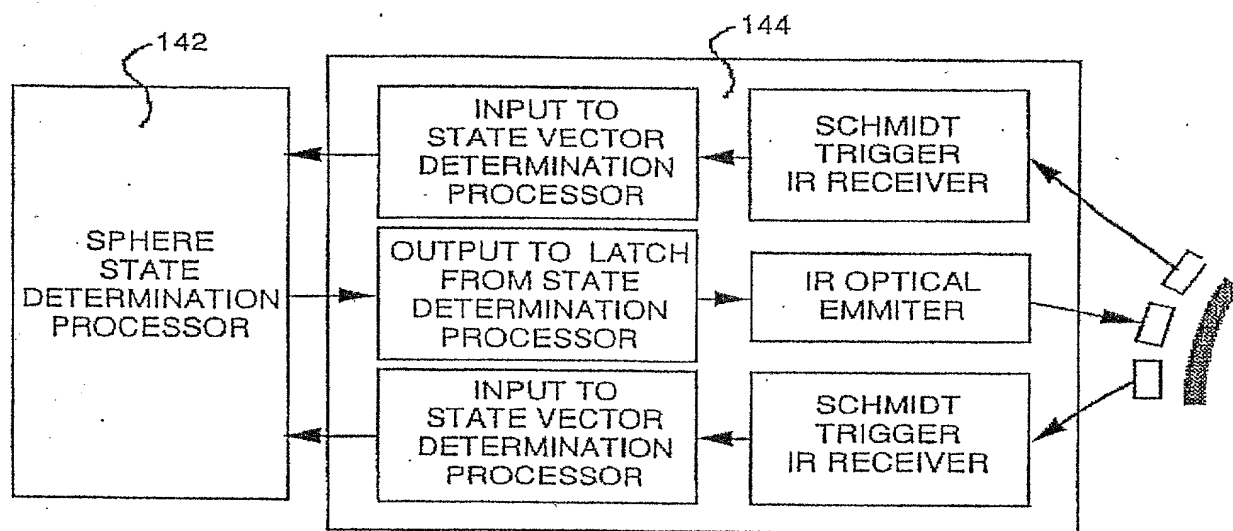 142
144
SPHERE
STATE
DETERMINATION
PROCESSOR
INPUT TO
STATE VECTOR
DETERMINATION
PROCESSOR
SCHMIDT
TRIGGER
IR RECEIVER
OUTPUT TO LATCH
FROM STATE
DETERMINATION
PROCESSOR
IR OPTICAL
EMMITER
INPUT TO
STATE VECTOR
DETERMINATION
PROCESSOR
SCHMIDT
TRIGGER
IR RECEIVER